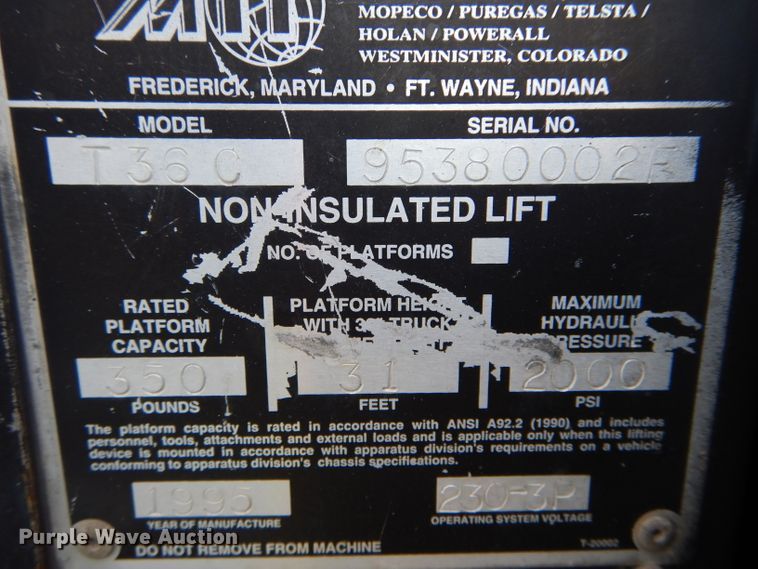 MOPECO / PUREGAS / TELSTA /
HOLAN / POWERALL
WESTMINISTER, COLORADO
FREDERICK, MARYLAND • FT. WAYNE, INDIANA
MODEL SERIAL NO.
T36C 95380002F
NON-INSULATED LIFT
NO. OF PLATFORMS
RATED PLATFORM CAPACITY
PLATFORM HEIGHT WITH TRUCK
MAXIMUM HYDRAULIC PRESSURE
350 31 2000
POUNDS FEET PSI
The platform capacity is rated in accordance with ANSI A92.2 (1990) and includes
personnel, tools, attachments and external loads and is applicable only when this lifting
device is mounted in accordance with apparatus division's requirements on a vehicle
conforming to apparatus division's chassis specifications.
1995 230-3P
YEAR OF MANUFACTURE OPERATING SYSTEM VOLTAGE
DO NOT REMOVE FROM MACHINE T-20002
Purple Wave Auction